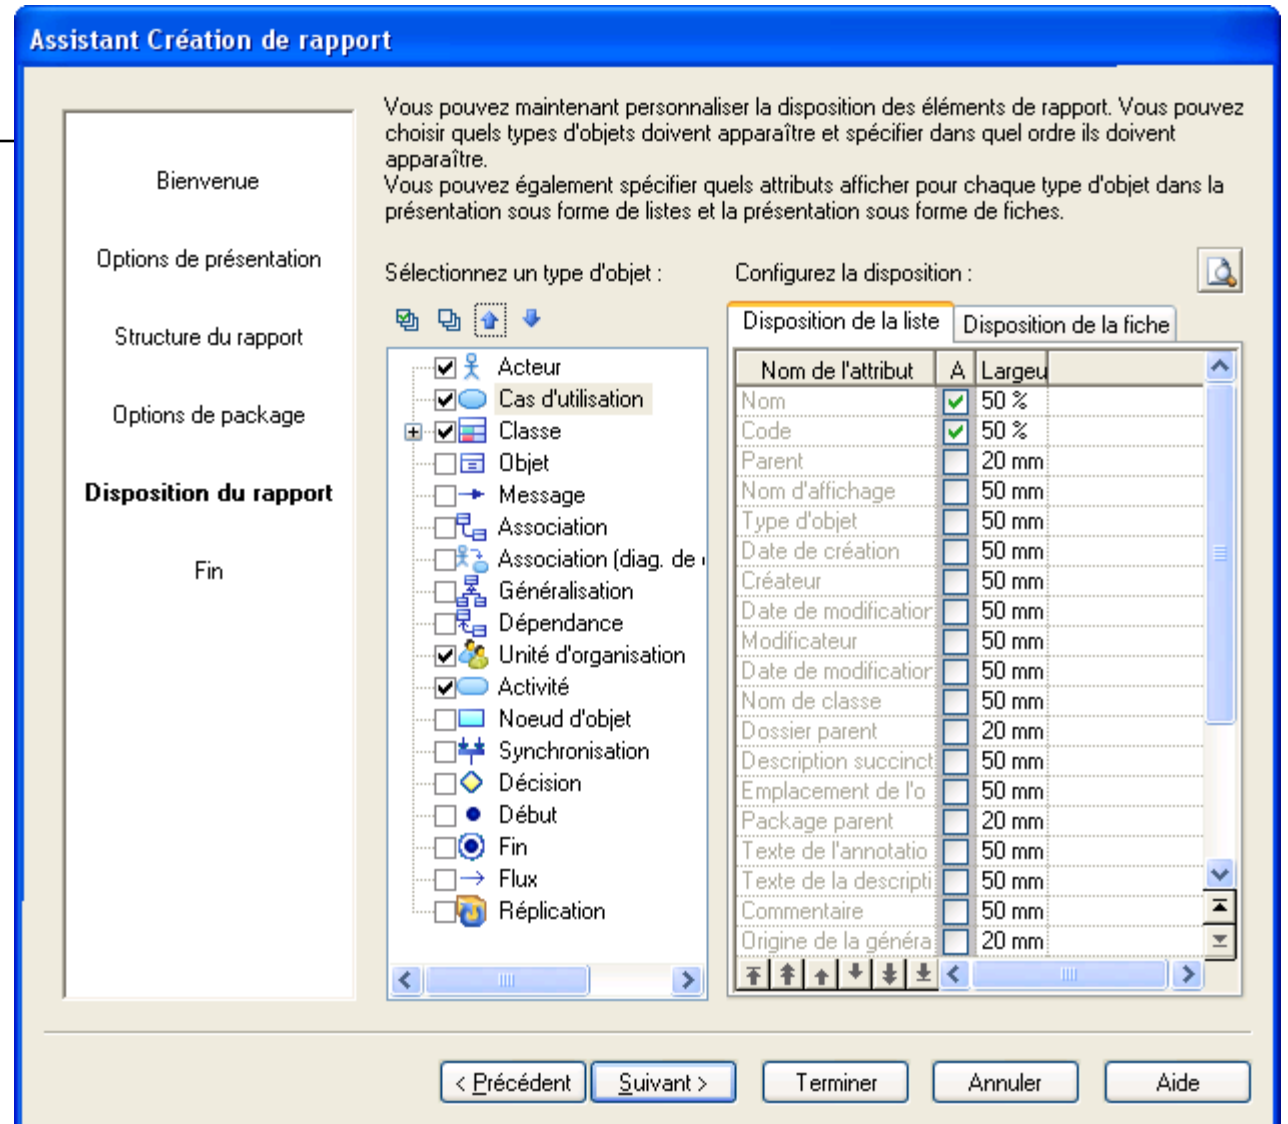 Assistant Création de rapport
Bienvenue
Options de présentation
Structure du rapport
Options de package
Disposition du rapport
Fin
Vous pouvez maintenant personnaliser la disposition des éléments de rapport. Vous pouvez
choisir quels types d'objets doivent apparaître et spécifier dans quel ordre ils doivent
apparaître.
Vous pouvez également spécifier quels attributs afficher pour chaque type d'objet dans la
présentation sous forme de listes et la présentation sous forme de fiches.
Sélectionnez un type d'objet :
Acteur
Cas d'utilisation
Classe
Objet
Message
Association
Association (diag. de
Généralisation
Dépendance
Unité d'organisation
Activité
Noeud d'objet
Synchronisation
Décision
Début
Fin
Flux
Réplication
Configurez la disposition :
Disposition de la liste Disposition de la fiche
Nom de l'attribut A Largeu
Nom 50 %
Code 50 %
Parent 20 mm
Nom d'affichage 50 mm
Type d'objet 50 mm
Date de création 50 mm
Créateur 50 mm
Date de modification 50 mm
Modificateur 50 mm
Date de modification 50 mm
Nom de classe 50 mm
Dossier parent 20 mm
Description succinct 50 mm
Emplacement de l'o 50 mm
Package parent 20 mm
Texte de l'annotatio 50 mm
Texte de la descripti 50 mm
Commentaire 50 mm
Origine de la généra 20 mm
< Précédent Suivant > Terminer Annuler Aide